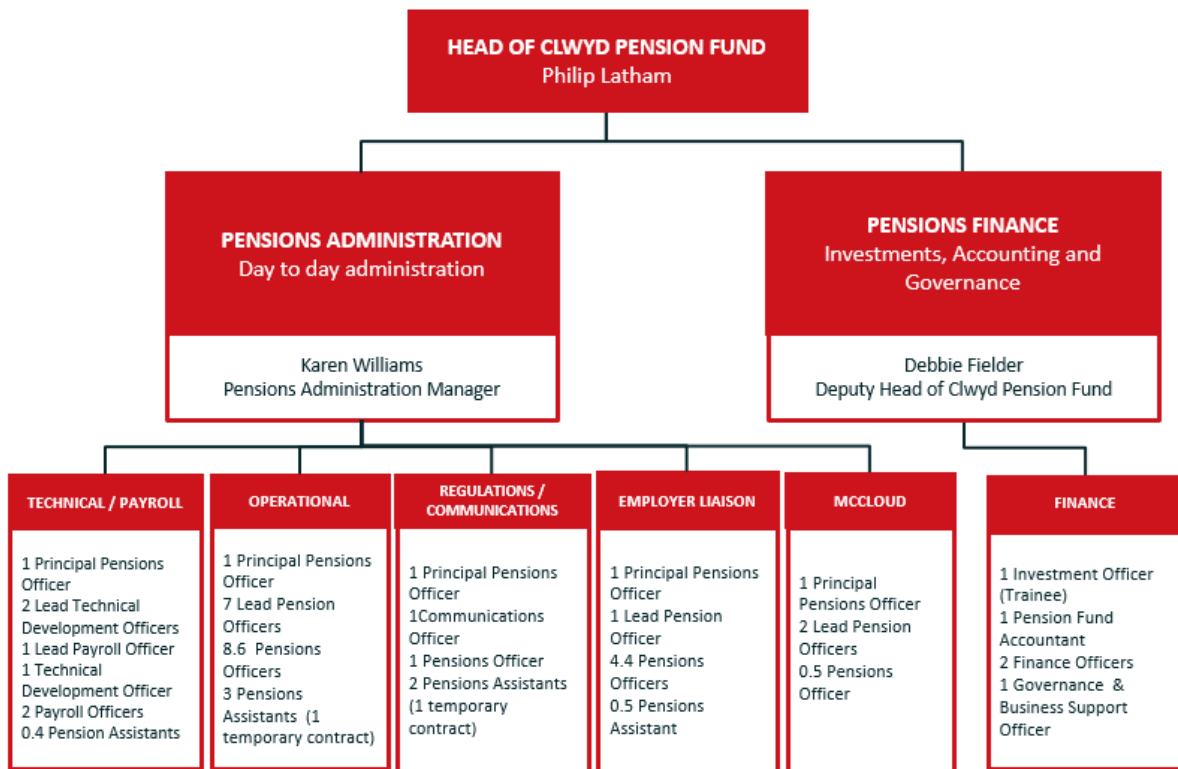 HEAD OF CLWYD PENSION FUND
Philip Latham
PENSIONS ADMINISTRATION
Day to day administration
Karen Williams
Pensions Administration Manager
PENSIONS FINANCE
Investments, Accounting and
Governance
Debbie Fielder
Deputy Head of Clwyd Pension Fund
TECHNICAL / PAYROLL
1 Principal Pensions
Officer
2 Lead Technical
Development Officers
1 Lead Payroll Officer
1 Technical
Development Officer
2 Payroll Officers
0.4 Pension Assistants
OPERATIONAL
1 Principal Pensions
Officer
7 Lead Pension
Officers
8.6 Pensions
Officers
3 Pensions
Assistants (1
temporary contract)
REGULATIONS /
COMMUNICATIONS
1 Principal Pensions
Officer
1Communications
Officer
1 Pensions Officer
2 Pensions Assistants
(1 temporary
contract)
EMPLOYER LIAISON
1 Principal Pensions
Officer
1 Lead Pension
Officer
4.4 Pensions
Officers
0.5 Pensions
Assistant
MCCLOUD
1 Principal
Pensions Officer
2 Lead Pension
Officers
0.5 Pensions
Officer
FINANCE
1 Investment Officer
(Trainee)
1 Pension Fund
Accountant
2 Finance Officers
1 Governance &
Business Support
Officer